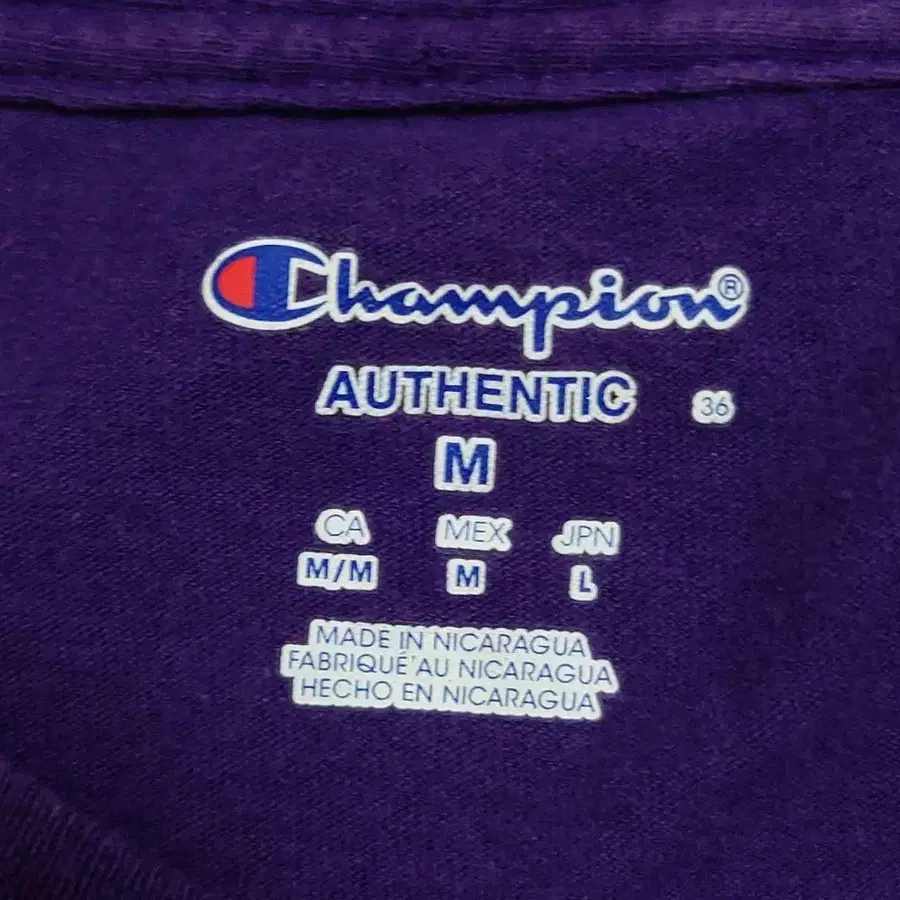 Champion®
AUTHENTIC 36
M
CA MEX JPN
M/M M L
MADE IN NICARAGUA
FABRIQUÉ AU NICARAGUA
HECHO EN NICARAGUA